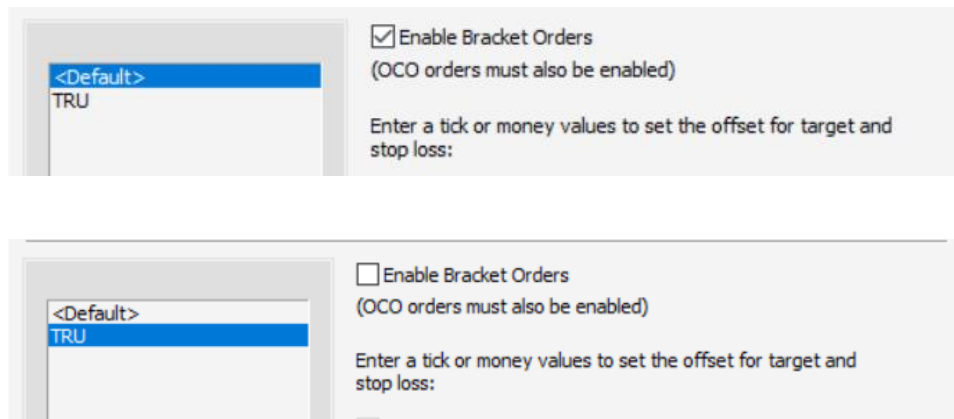 Enable Bracket Orders
<Default>
(OCO orders must also be enabled)
TRU
Enter a tick or money values to set the offset for target and
stop loss:
Enable Bracket Orders
<Default>
(OCO orders must also be enabled)
TRU
Enter a tick or money values to set the offset for target and
stop loss: